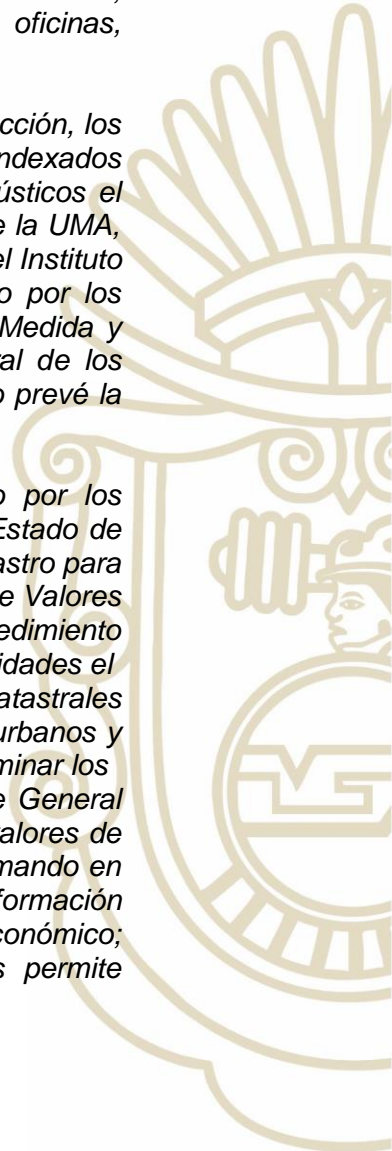 oficinas,
cción, los
ndexados
ústicos el
e la UMA,
el Instituto
o por los
Medida y
ral de los
o prevé la
o por los
Estado de
astro para
e Valores
edimiento
idades el
atastrales
urbanos y
minar los
e General
valores de
mando en
formación
conómico;
s permite